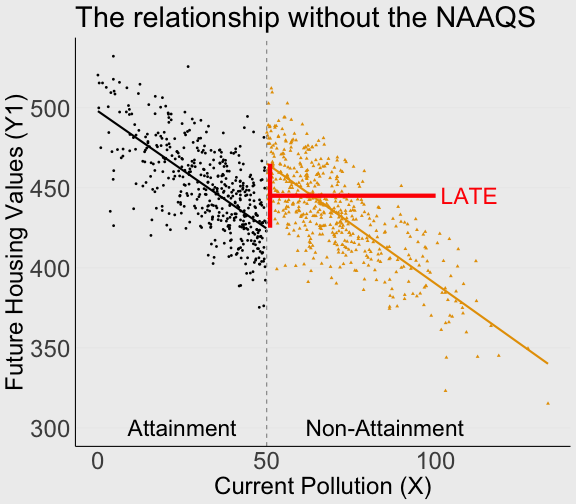 The relationship without the NAAQS
Future Housing Values (Y1)
500
450
400
350
300
LATE
Attainment
Non-Attainment
0
50
100
Current Pollution (X)